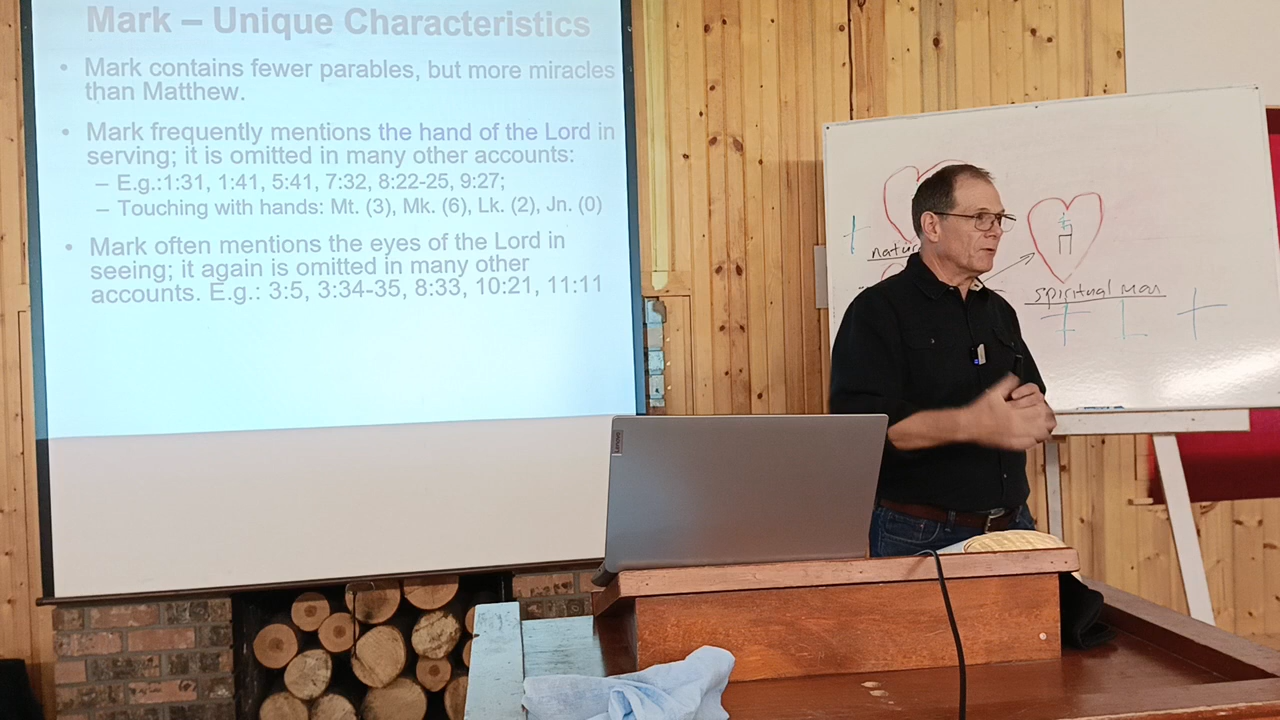 Mark – Unique Characteristics
• Mark contains fewer parables, but more miracles
than Matthew.
• Mark frequently mentions the hand of the Lord in
serving; it is omitted in many other accounts:
– E.g.:1:31, 1:41, 5:41, 7:32, 8:22-25, 9:27;
– Touching with hands: Mt. (3), Mk. (6), Lk. (2), Jn. (0)
• Mark often mentions the eyes of the Lord in
seeing; it again is omitted in many other
accounts. E.g.: 3:5, 3:34-35, 8:33, 10:21, 11:11
spiritual man
Lenovo